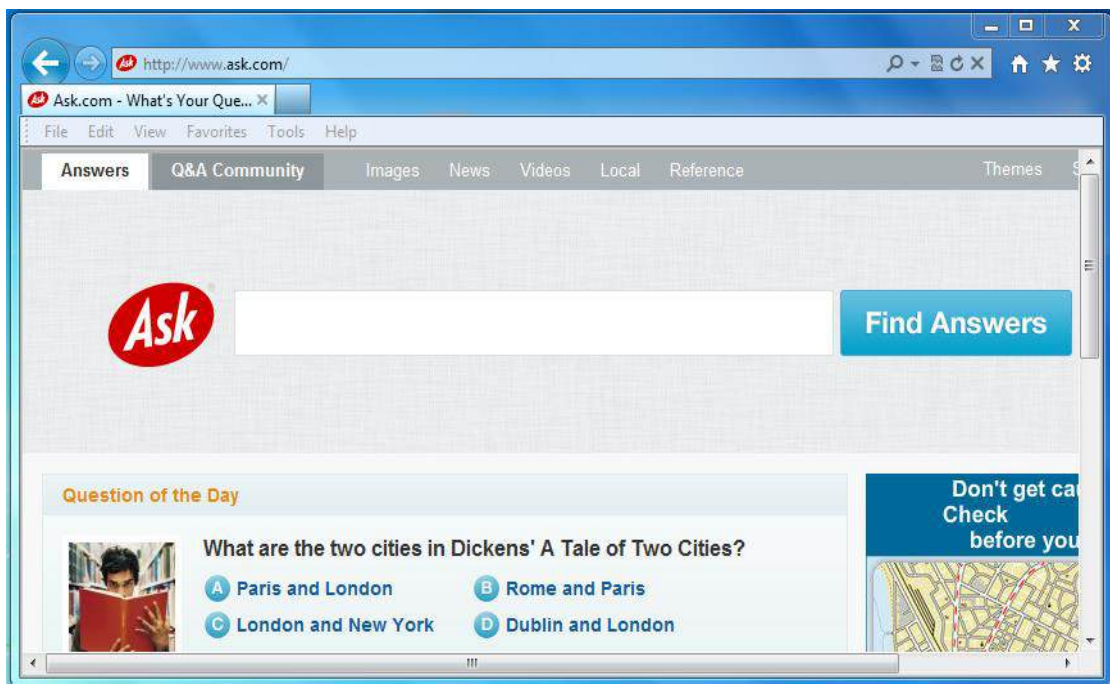 http://www.ask.com/
Ask.com - What's Your Que...
File Edit View Favorites Tools Help
Answers Q&A Community Images News Videos Local Reference Themes S
Ask
Find Answers
Question of the Day
Don't get cau
Check
before you
What are the two cities in Dickens' A Tale of Two Cities?
A Paris and London B Rome and Paris
C London and New York D Dublin and London